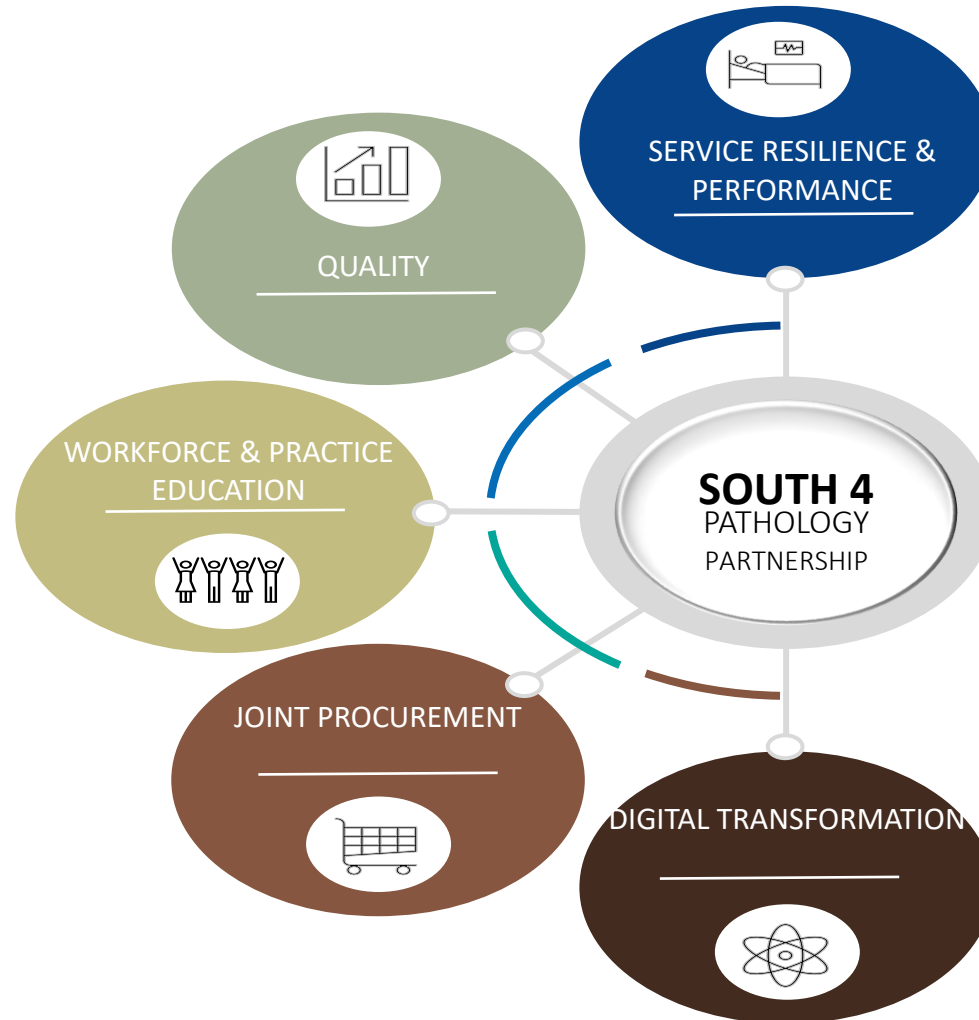 SERVICE RESILIENCE &
PERFORMANCE
QUALITY
WORKFORCE & PRACTICE
EDUCATION
SOUTH 4
PATHOLOGY
PARTNERSHIP
JOINT PROCUREMENT
DIGITAL TRANSFORMATION